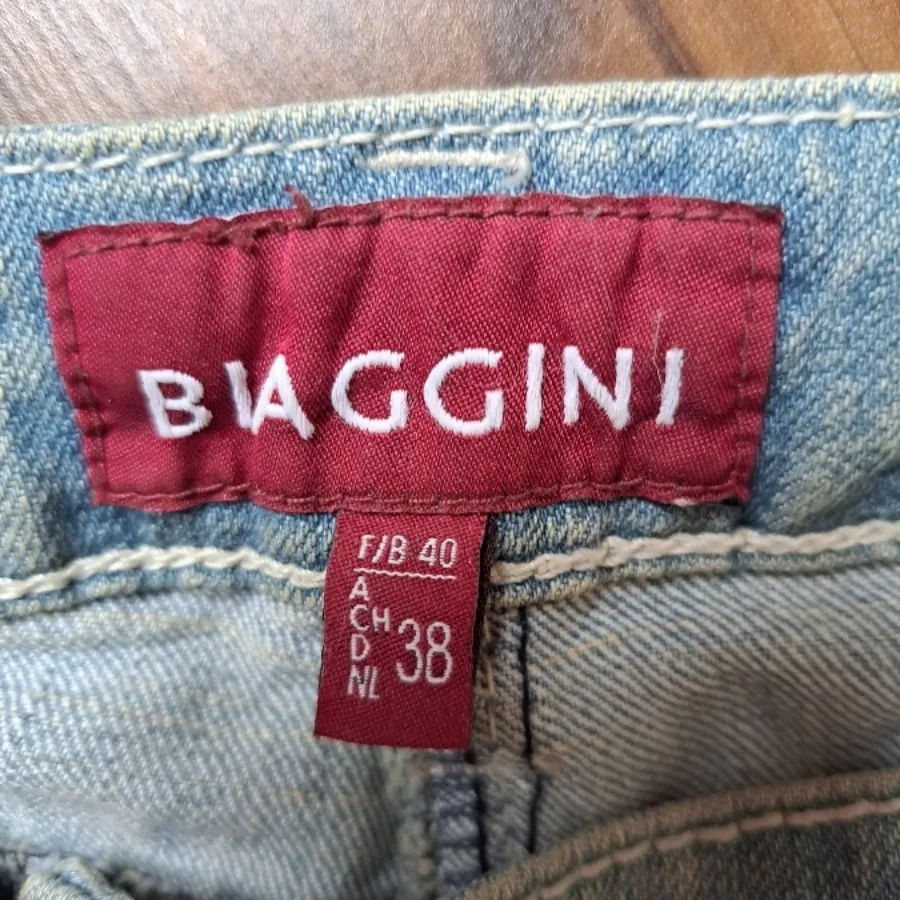 BIAGGINI
F/B 40
A
CH 38
D
NL